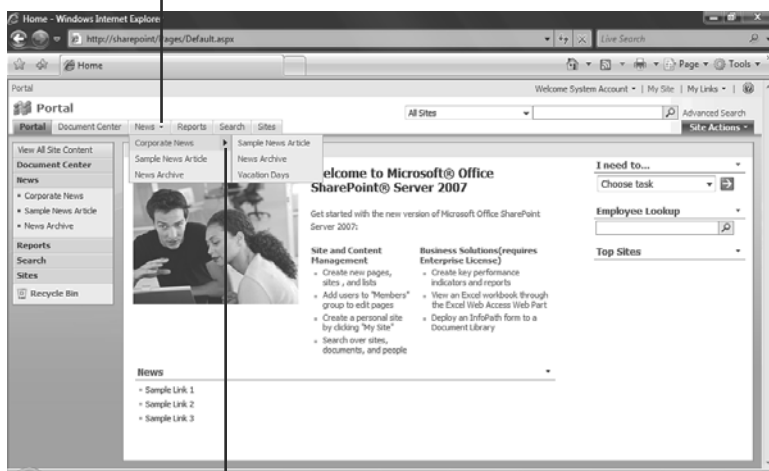 Home - Windows Internet Explorer
http://sharepoint/Pages/Default.aspx
Live Search
Home
Page Tools
Portal
Welcome System Account | My Site | My Links |
Portal
All Sites
Advanced Search
Portal Document Center News Reports Search Sites
Site Actions
View All Site Content
Document Center
News
Corporate News
Sample News Article
News Archive
Reports
Search
Sites
Recycle Bin
Corporate News
Sample News Article
News Archive
Sample News Article
News Archive
Vacation Days
elcome to Microsoft® Office
SharePoint® Server 2007
Get started with the new version of Microsoft Office SharePoint
Server 2007:
Site and Content
Management
Create new pages,
sites , and lists
Add users to "Members"
group to edit pages
Create a personal site
by clicking "My Site"
Search over sites,
documents, and people
Business Solutions(requires
Enterprise License)
Create key performance
indicators and reports
View an Excel workbook through
the Excel Web Access Web Part
Deploy an InfoPath form to a
Document Library
I need to...
Choose task
Employee Lookup
Top Sites
News
Sample Link 1
Sample Link 2
Sample Link 3